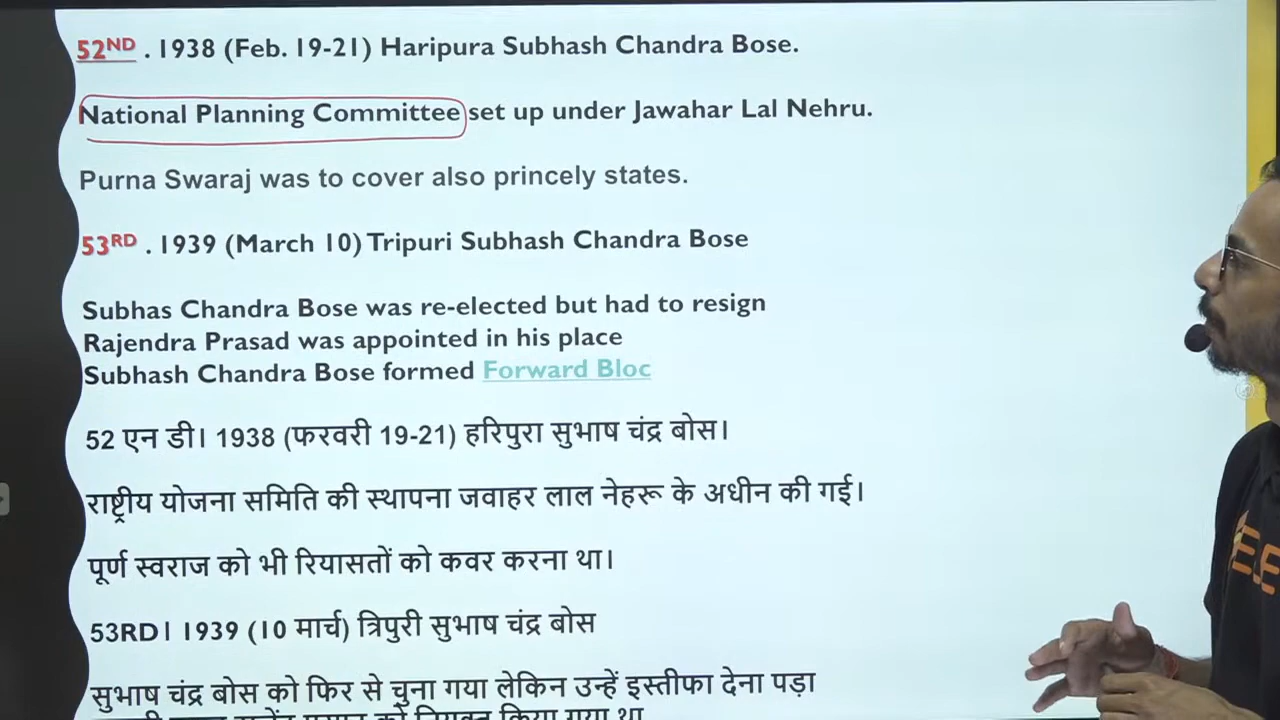 52ND . 1938 (Feb. 19-21) Haripura Subhash Chandra Bose.
National Planning Committee set up under Jawahar Lal Nehru.
Purna Swaraj was to cover also princely states.
53RD . 1939 (March 10) Tripuri Subhash Chandra Bose
Subhas Chandra Bose was re-elected but had to resign
Rajendra Prasad was appointed in his place
Subhash Chandra Bose formed Forward Bloc
52 एन डी। 1938 (फरवरी 19-21) हरिपुरा सुभाष चंद्र बोस।
राष्ट्रीय योजना समिति की स्थापना जवाहर लाल नेहरू के अधीन की गई।
पूर्ण स्वराज को भी रियासतों को कवर करना था।
53RD। 1939 (10 मार्च) त्रिपुरी सुभाष चंद्र बोस
सुभाष चंद्र बोस को फिर से चुना गया लेकिन उन्हें इस्तीफा देना पड़ा